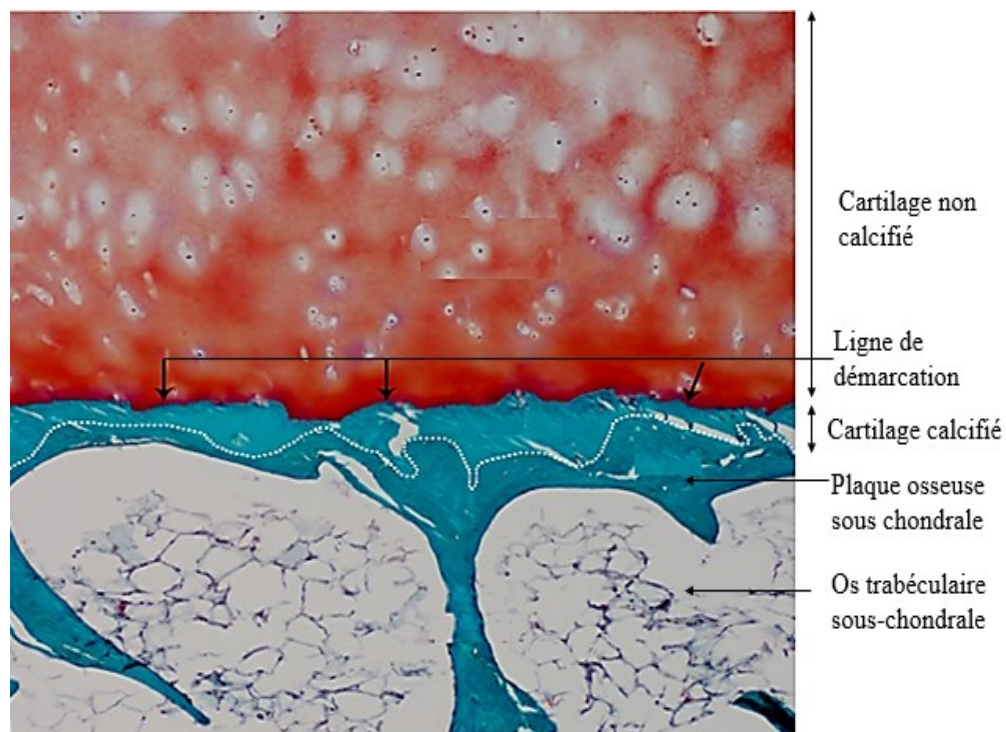 Cartilage non
calcifié
Ligne de
démarcation
Cartilage calcifié
Plaque osseuse
sous chondrale
Os trabéculaire
sous-chondrale